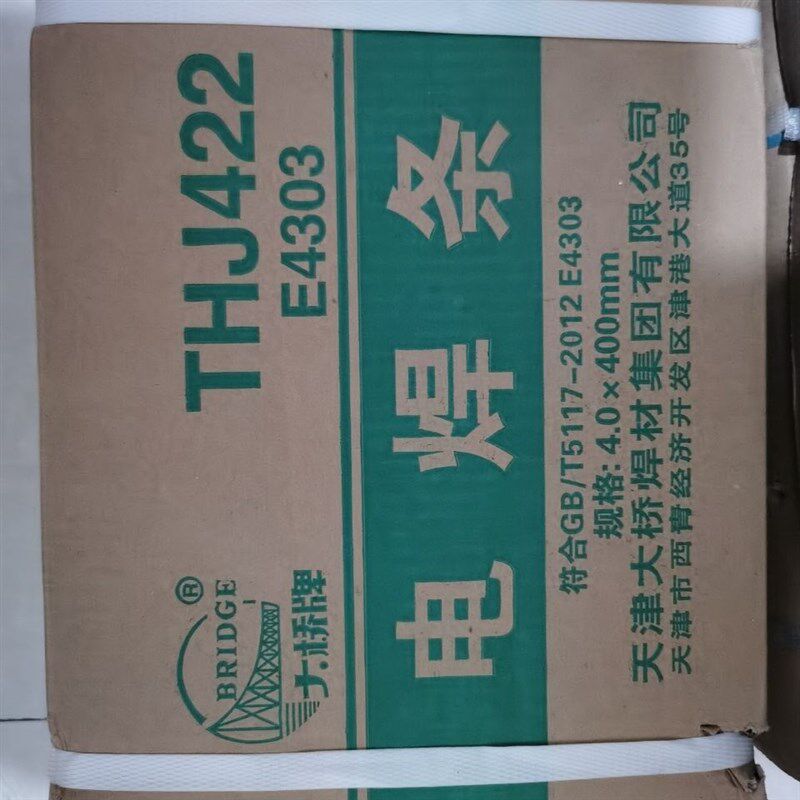 BRIDGE®
大桥牌
THJ422
E4303
电焊条
符合GB/T5117-2012 E4303
规格: 4.0×400mm
天津大桥焊材集团有限公司
天津市西青经济开发区津港大道35号